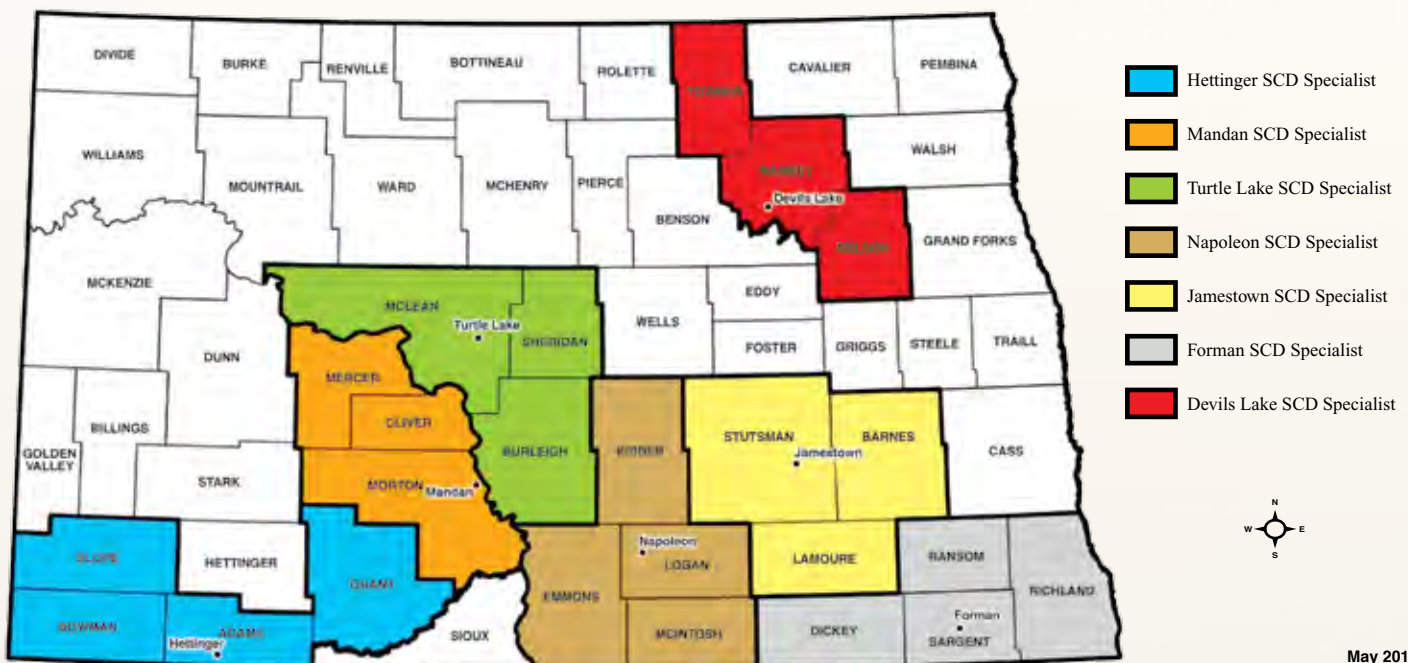 DIVIDE
BURKE
RENVILLE
BOTTINEAU
ROLETTE
TOWNER
CAVALIER
PEMBINA
WILLIAMS
MOUNTRAIL
WARD
MCHENRY
PIERCE
BENSON
RAMSEY
Devils Lake
WALSH
NELSON
GRAND FORKS
MCKENZIE
DUNN
MCLEAN
Turtle Lake
SHERIDAN
WELLS
EDDY
FOSTER
GRIGGS
STEELE
TRAILL
MERCER
OLIVER
GOLDEN
VALLEY
BILLINGS
STARK
MORTON
Mandan
BURLEIGH
KIDDER
STUTSMAN
Jamestown
BARNES
CASS
SLOPE
HETTINGER
GRANT
BOWMAN
ADAMS
Hettinger
SIOUX
EMMONS
Napoleon
LOGAN
MCINTOSH
LAMOURE
DICKEY
RANSOM
Forman
SARGENT
RICHLAND
Hettinger SCD Specialist
Mandan SCD Specialist
Turtle Lake SCD Specialist
Napoleon SCD Specialist
Jamestown SCD Specialist
Forman SCD Specialist
Devils Lake SCD Specialist
N
W E
S
May 201